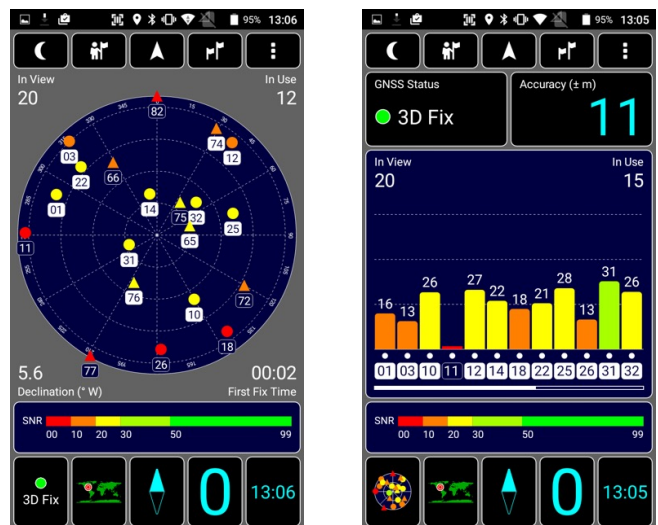 95% 13:06
In View
20
In Use
12
345
15
330
30
82
03
74
12
22
66
01
14
75
32
25
65
11
90
31
76
72
10
26
18
77
5.6
Declination (° W)
00:02
First Fix Time
SNR
00 10 20 30 50 99
3D Fix
0
13:06
95% 13:05
GNSS Status
3D Fix
Accuracy (± m)
11
In View
20
In Use
15
16 13 26 27 22 18 21 28 13 31 26
01 03 10 11 12 14 18 22 25 26 31 32
SNR
00 10 20 30 50 99
0
13:05